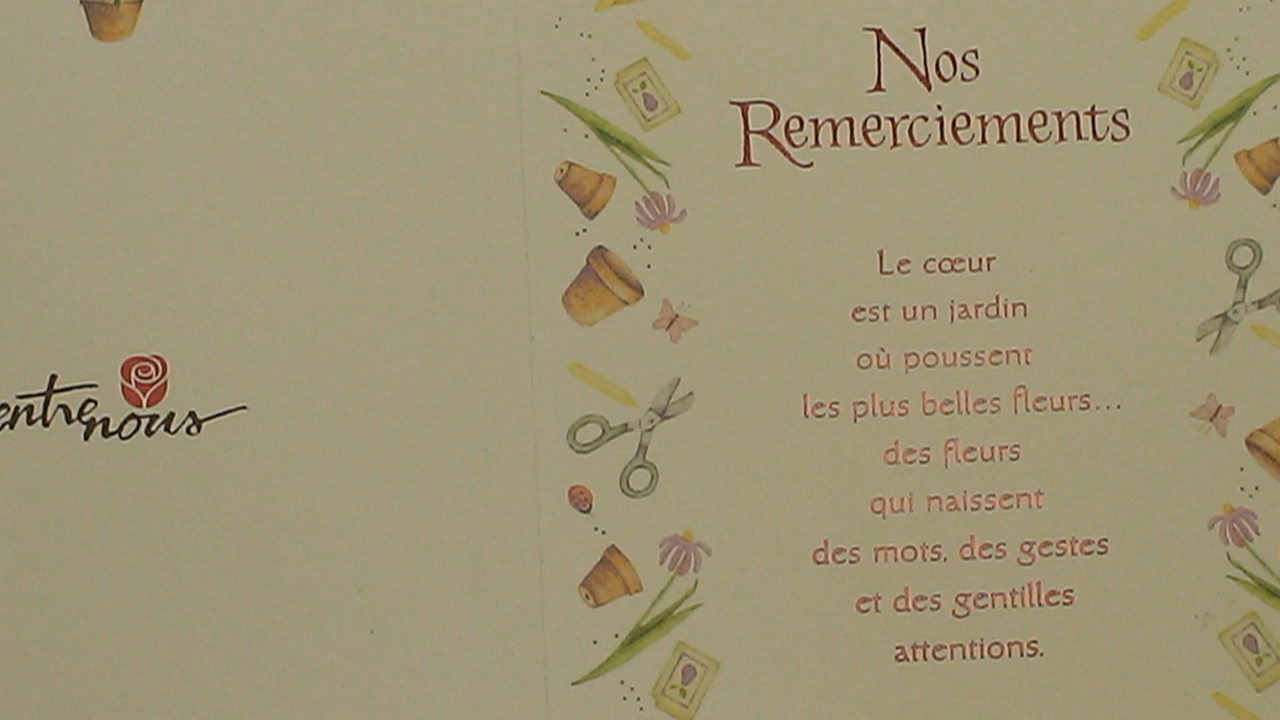 entre nous
Nos
Remerciements
Le cœur
est un jardin
où poussent
les plus belles fleurs...
des fleurs
qui naissent
des mots, des gestes
et des gentilles
attentions.